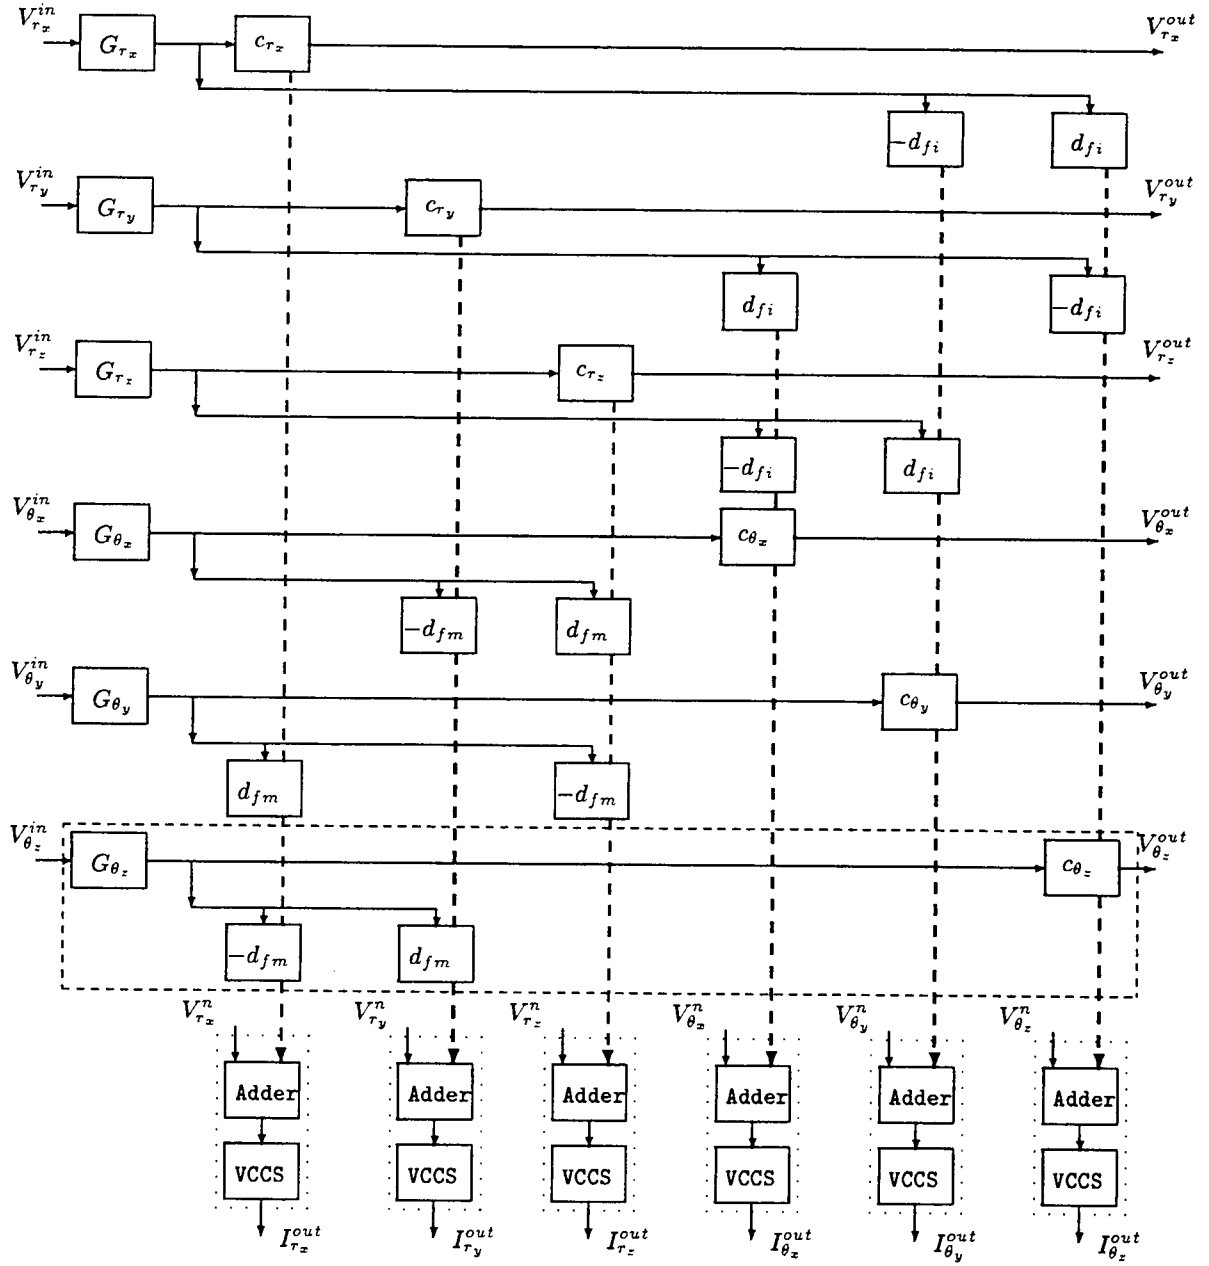 V_{r_x}^{in} G_{r_x} c_{r_x} V_{r_x}^{out}
-d_{fi} d_{fi}
V_{r_y}^{in} G_{r_y} c_{r_y} V_{r_y}^{out}
d_{fi} -d_{fi}
V_{r_z}^{in} G_{r_z} c_{r_z} V_{r_z}^{out}
-d_{fi} d_{fi}
V_{θ_x}^{in} G_{θ_x} c_{θ_x} V_{θ_x}^{out}
-d_{fm} d_{fm}
V_{θ_y}^{in} G_{θ_y} c_{θ_y} V_{θ_y}^{out}
d_{fm} -d_{fm}
V_{θ_z}^{in} G_{θ_z} c_{θ_z} V_{θ_z}^{out}
-d_{fm} d_{fm}
V_{r_x}^{n} V_{r_y}^{n} V_{r_z}^{n} V_{θ_x}^{n} V_{θ_y}^{n} V_{θ_z}^{n}
Adder Adder Adder Adder Adder Adder
VCCS VCCS VCCS VCCS VCCS VCCS
I_{r_x}^{out} I_{r_y}^{out} I_{r_z}^{out} I_{θ_x}^{out} I_{θ_y}^{out} I_{θ_z}^{out}